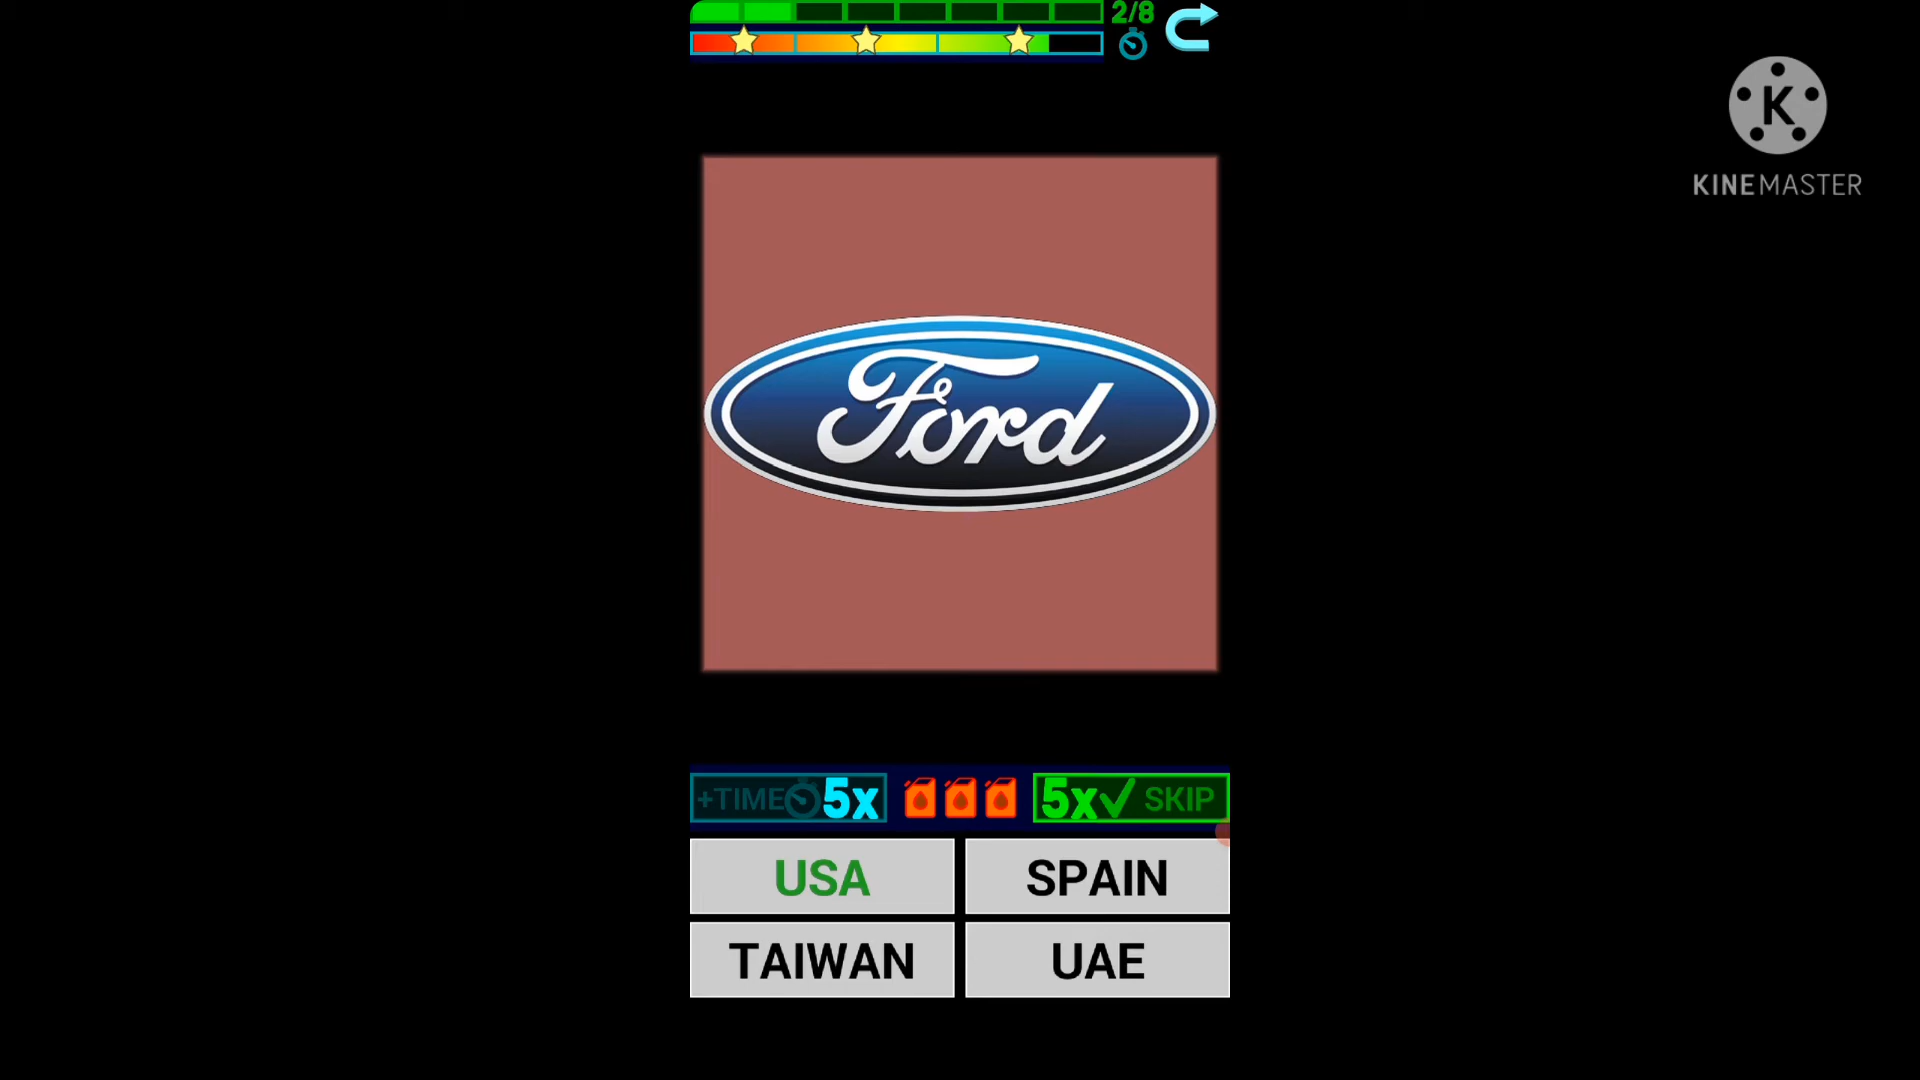 2/8
K
KINEMASTER
Ford
+TIME 5x
5x SKIP
USA
SPAIN
TAIWAN
UAE